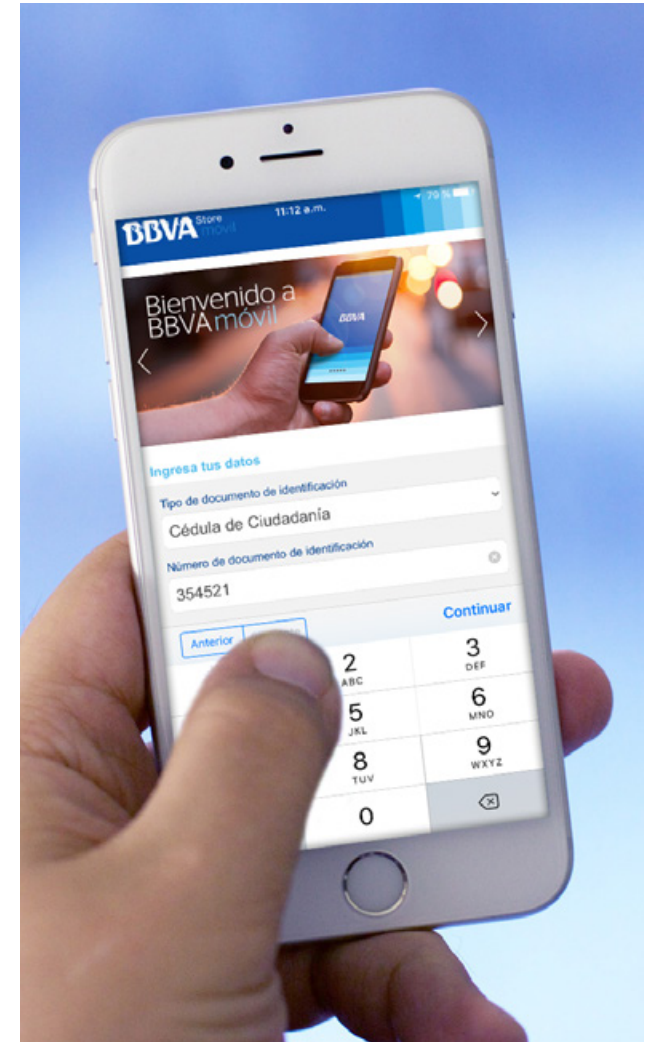 Store
11:12 a.m.
79 %
BBVA móvil
Bienvenido a
BBVA móvil
BBVA
Ingresa tus datos
Tipo de documento de identificación
Cédula de Ciudadanía
Número de documento de identificación
354521
Anterior
Continuar
2
ABC
3
DEF
5
JKL
6
MNO
8
TUV
9
WXYZ
0